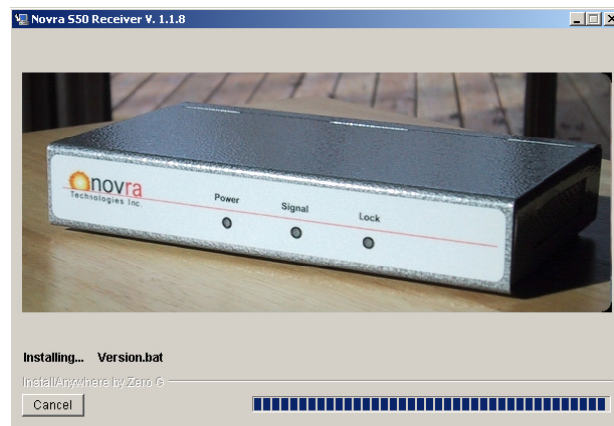 Novra S50 Receiver V. 1.1.8
novra
Technologies Inc.
Power Signal Lock
Installing... Version.bat
InstallAnywhere by Zero G
Cancel